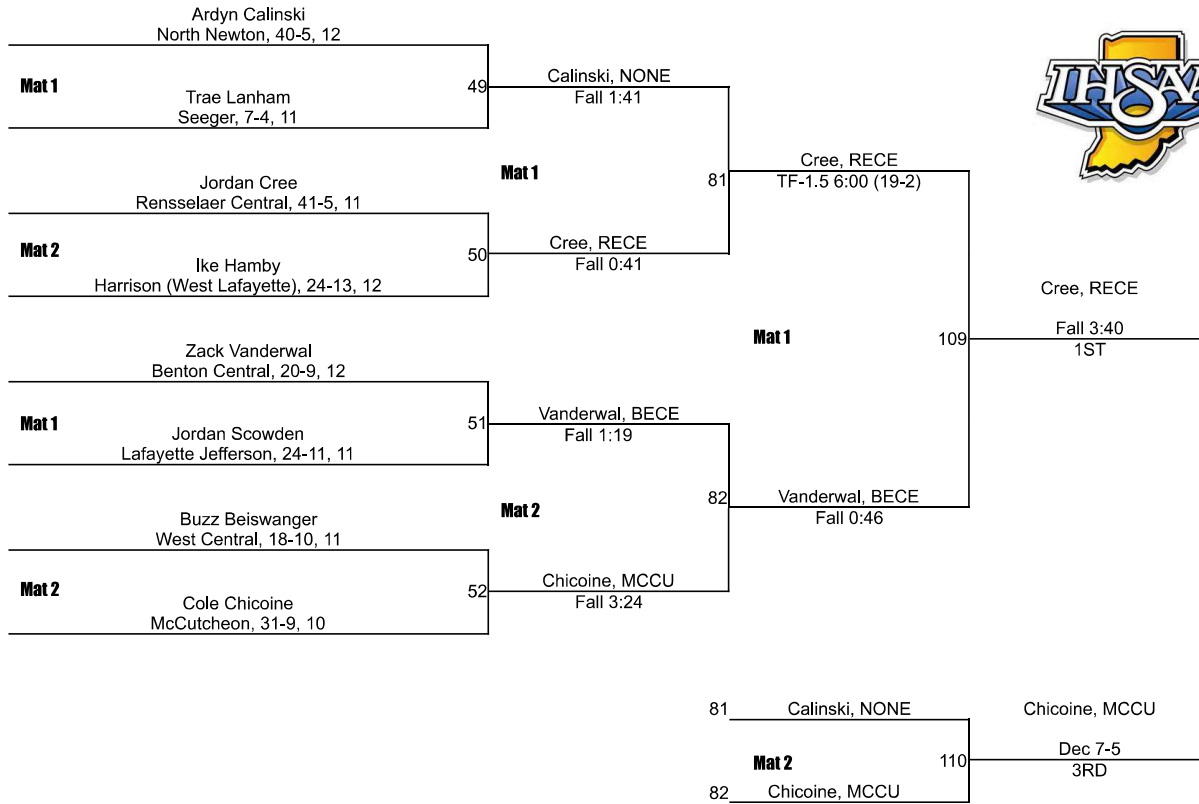 Ardyn Calinski
North Newton, 40-5, 12
Mat 1
49
Trae Lanham
Seeger, 7-4, 11
Calinski, NONE
Fall 1:41
Jordan Cree
Rensselaer Central, 41-5, 11
Mat 2
50
Ike Hamby
Harrison (West Lafayette), 24-13, 12
Cree, RECE
Fall 0:41
Mat 1
81
Cree, RECE
TF-1.5 6:00 (19-2)
Zack Vanderwal
Benton Central, 20-9, 12
Mat 1
51
Jordan Scowden
Lafayette Jefferson, 24-11, 11
Vanderwal, BECE
Fall 1:19
Buzz Beiswanger
West Central, 18-10, 11
Mat 2
52
Cole Chicoine
McCutcheon, 31-9, 10
Chicoine, MCCU
Fall 3:24
Mat 2
82
Vanderwal, BECE
Fall 0:46
Mat 1
109
Cree, RECE
Fall 3:40
1ST
IHSAA
81
Calinski, NONE
Mat 2
110
82
Chicoine, MCCU
Chicoine, MCCU
Dec 7-5
3RD